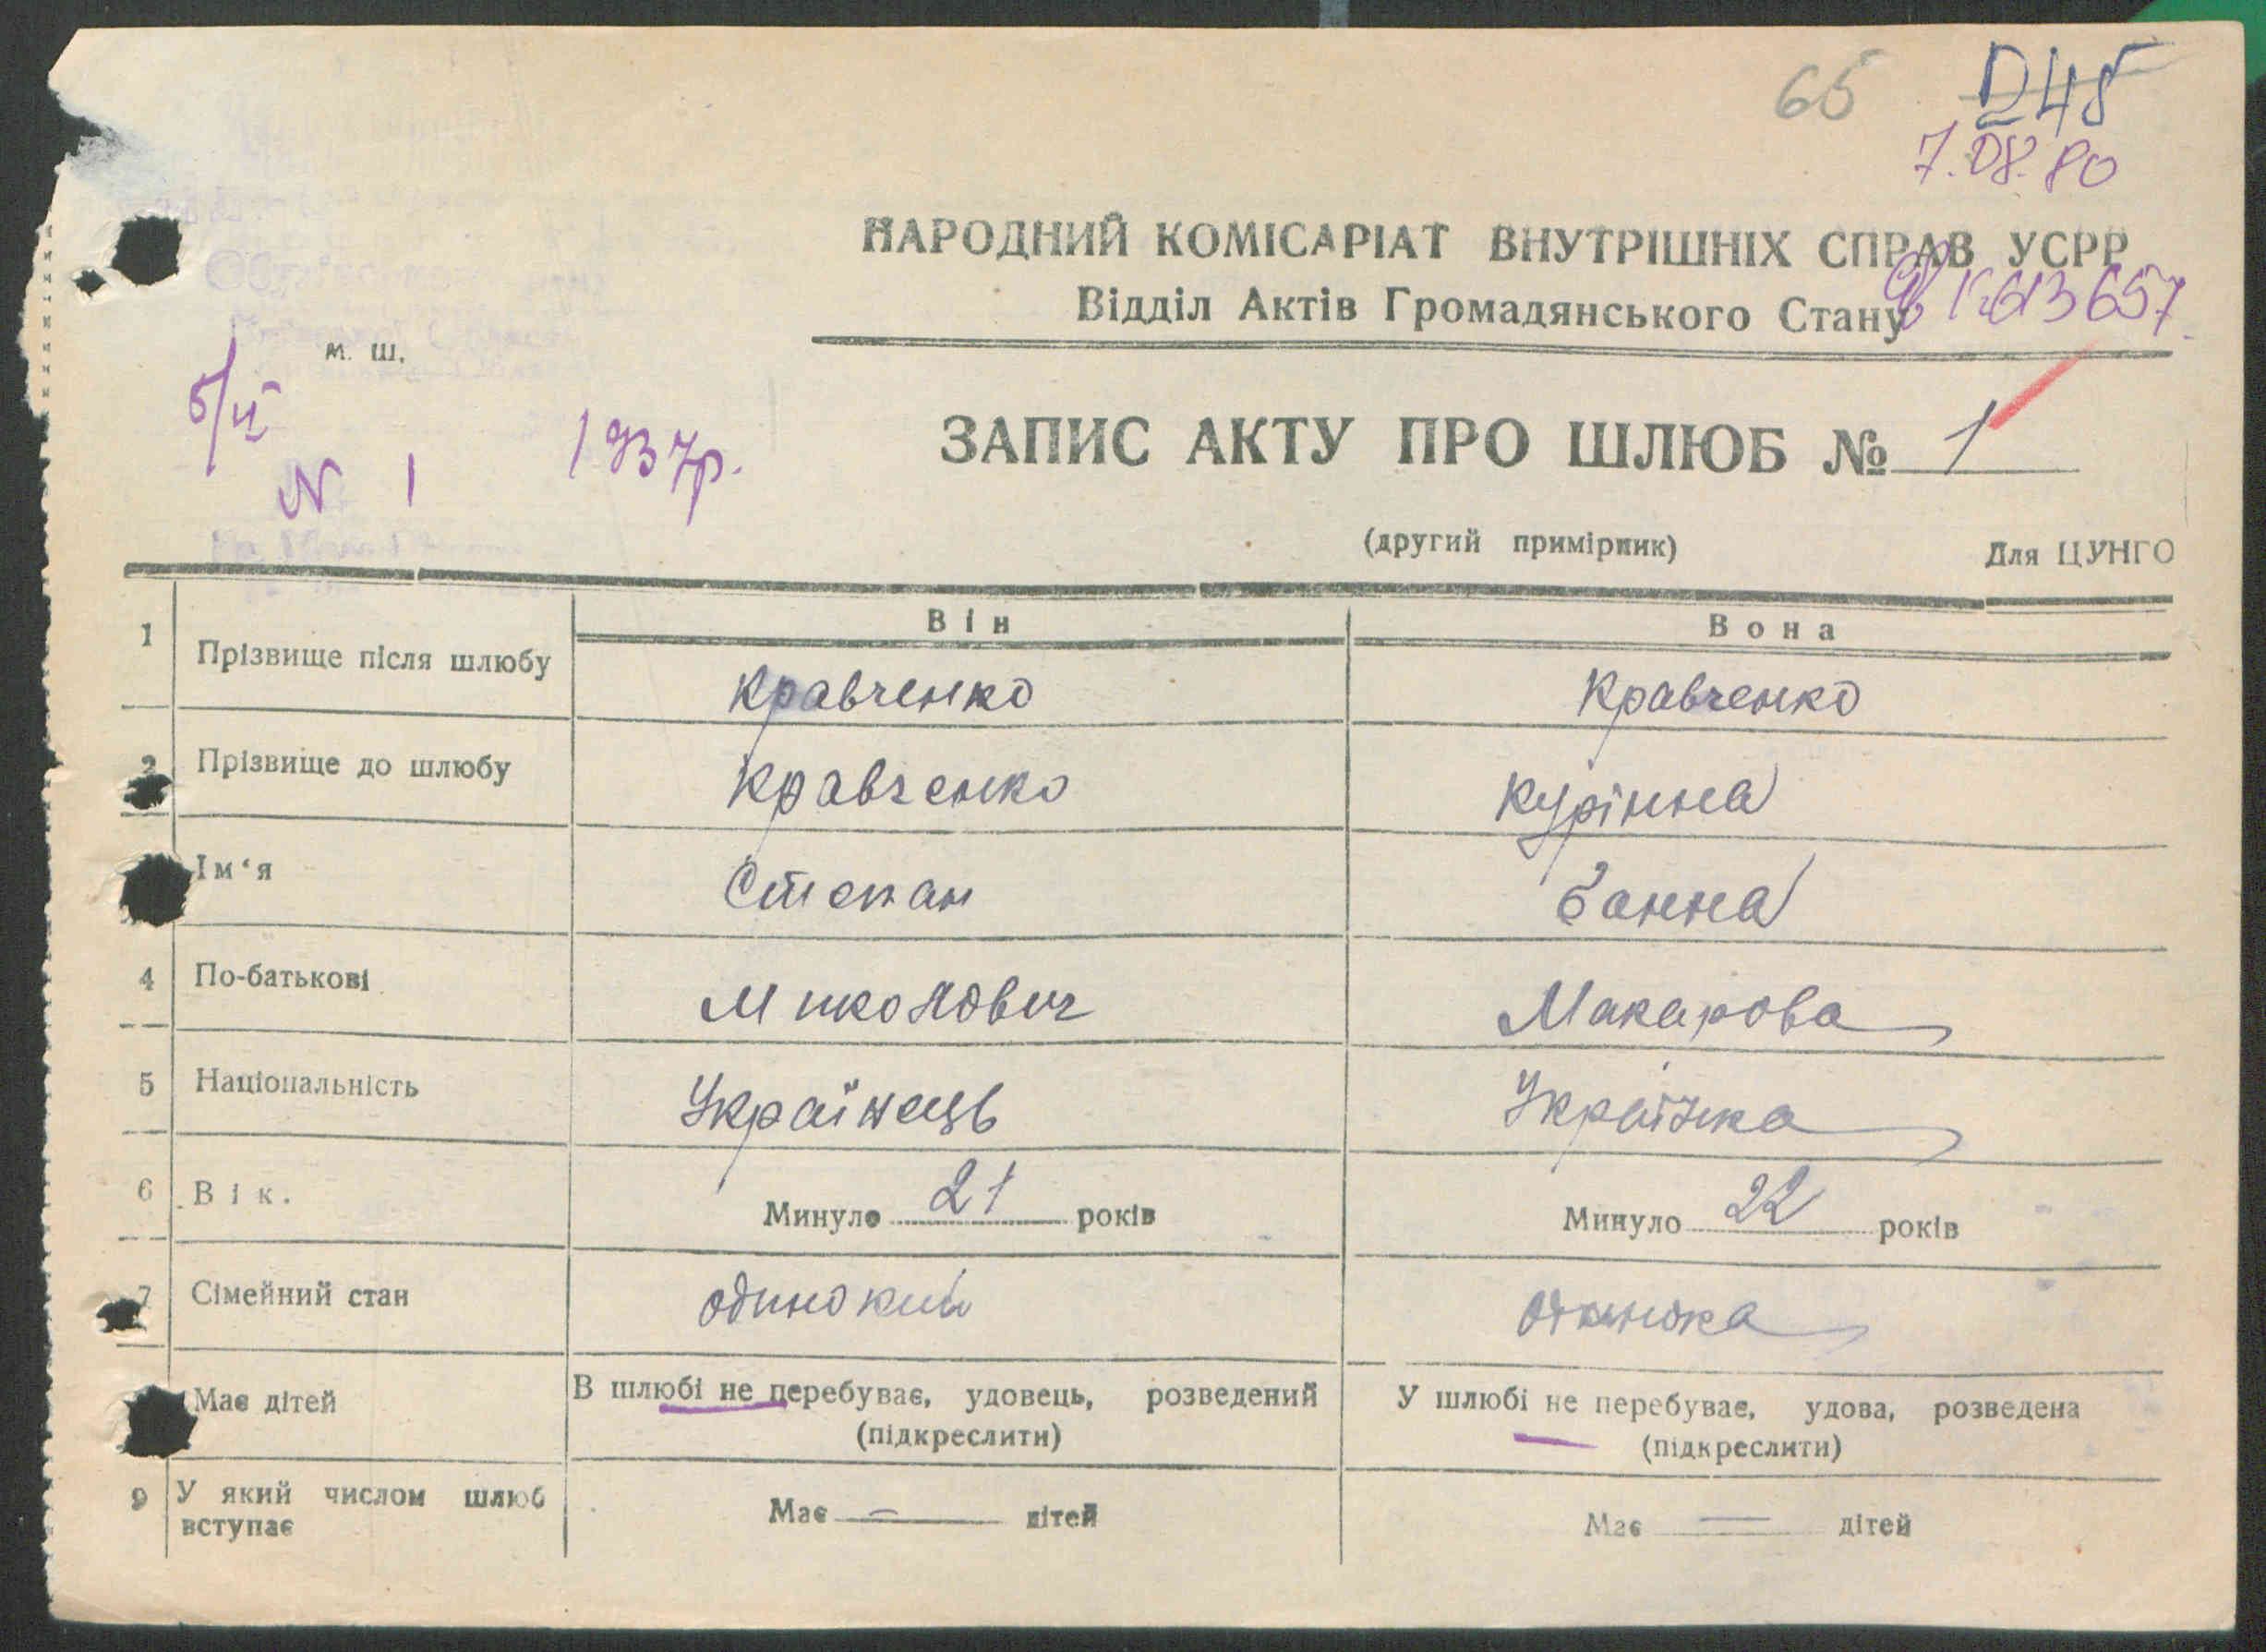 65
7.08.80
НАРОДНИЙ КОМІСАРІАТ ВНУТРІШНІХ СПРАВ УСРР
Відділ Актів Громадянського Стану
613657
м. ш.
1937р.
N 1
ЗАПИС АКТУ ПРО ШЛЮБ № 1
(другий примірник) Для ЦУНГО
Він Вона
1 Прізвище після шлюбу Кравченко Кравченко
2 Прізвище до шлюбу Кравченко Курінна
Ім‘я Степан Ганна
4 По-батькові Миколович Макарова
5 Національність Українець Українка
6 Вік. Минуло 21 років Минуло 22 років
7 Сімейний стан одинокий одинока
Має дітей В шлюбі не перебуває, удовець, розведений У шлюбі не перебуває, удова, розведена
(підкреслити) (підкреслити)
9 У який числом шлюб
вступає Має — дітей Має — дітей